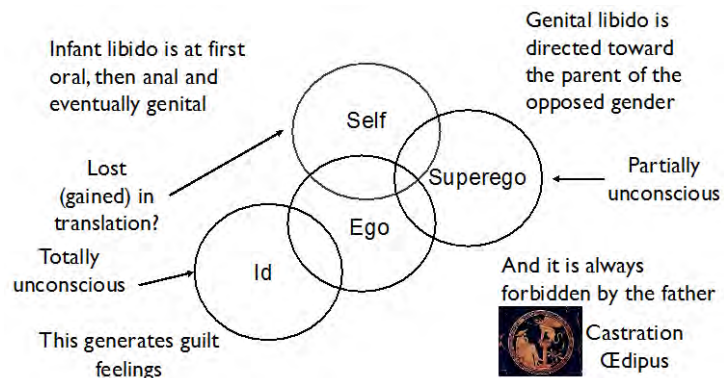 Infant libido is at first
oral, then anal and
eventually genital
Genital libido is
directed toward
the parent of the
opposed gender
Self
Lost
(gained) in
translation?
Superego
Partially
unconscious
Ego
Totally
unconscious
Id
And it is always
forbidden by the father
Castration
Œdipus
This generates guilt
feelings